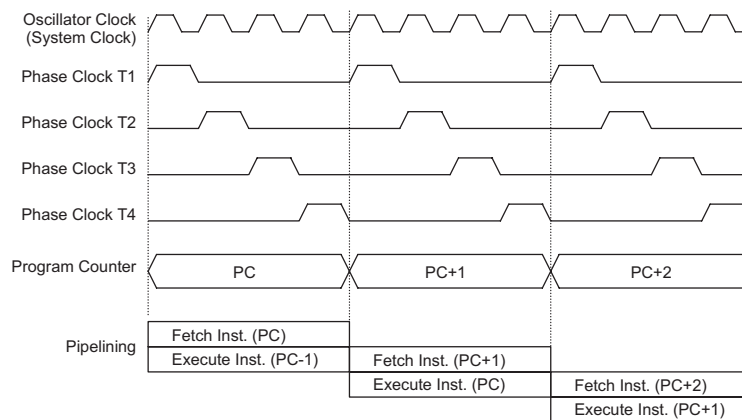 Oscillator Clock
(System Clock)
Phase Clock T1
Phase Clock T2
Phase Clock T3
Phase Clock T4
Program Counter
PC
PC+1
PC+2
Pipelining
Fetch Inst. (PC)
Execute Inst. (PC-1)
Fetch Inst. (PC+1)
Execute Inst. (PC)
Fetch Inst. (PC+2)
Execute Inst. (PC+1)